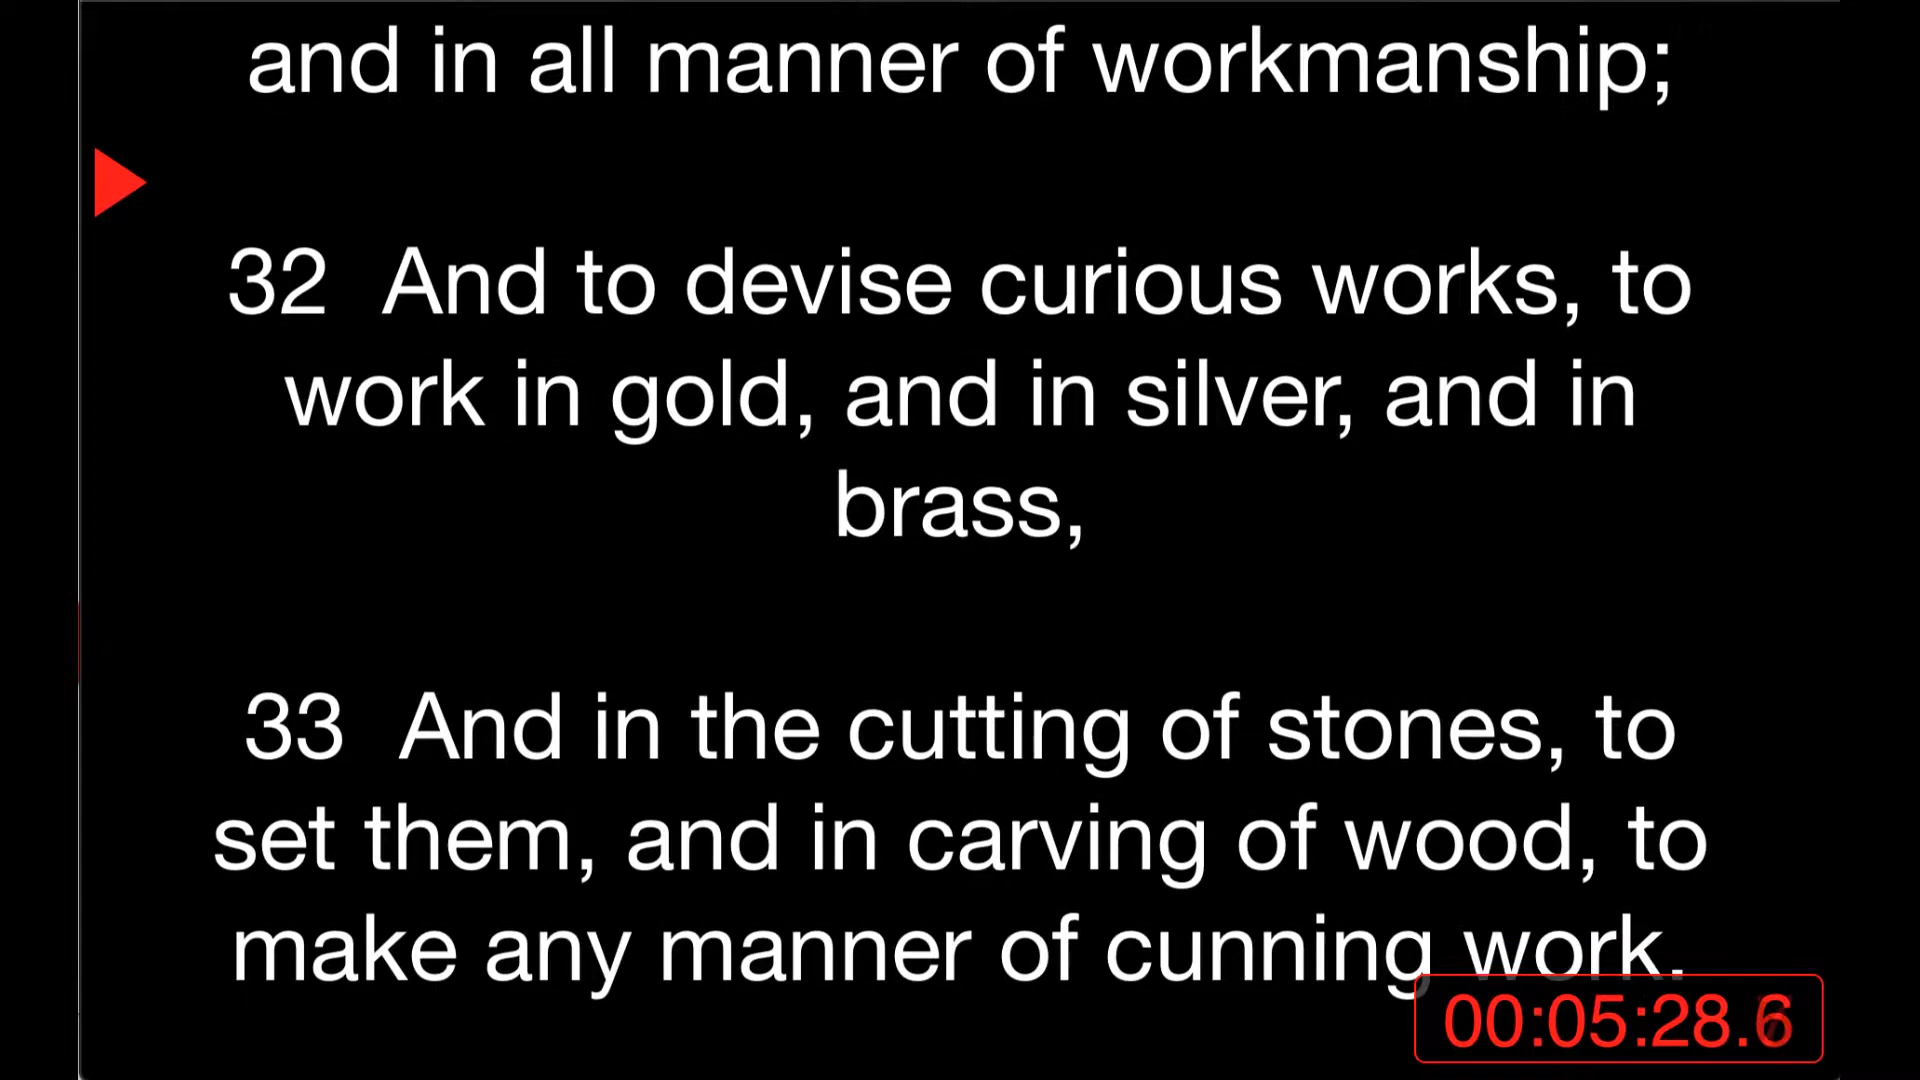 and in all manner of workmanship;
32 And to devise curious works, to
work in gold, and in silver, and in
brass,
33 And in the cutting of stones, to
set them, and in carving of wood, to
make any manner of cunning work.
00:05:28.6